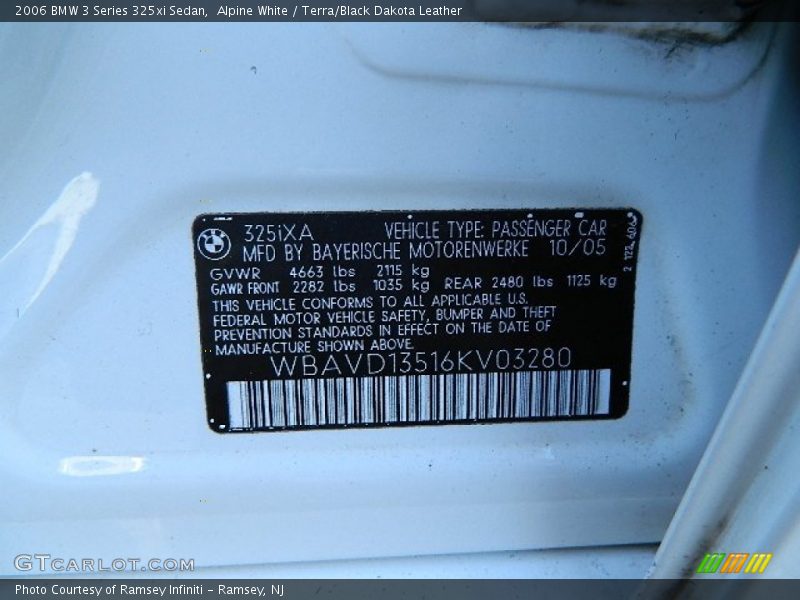 2006 BMW 3 Series 325xi Sedan,  Alpine White / Terra/Black Dakota Leather
325iXA VEHICLE TYPE: PASSENGER CAR
MFD BY BAYERISCHE MOTORENWERKE 10/05
GVWR 4663 lbs 2115 kg
GAWR FRONT 2282 lbs 1035 kg REAR 2480 lbs 1125 kg
THIS VEHICLE CONFORMS TO ALL APPLICABLE U.S.
FEDERAL MOTOR VEHICLE SAFETY, BUMPER AND THEFT
PREVENTION STANDARDS IN EFFECT ON THE DATE OF
MANUFACTURE SHOWN ABOVE.
WBAVD13516KV03280
GTCARLOT.COM
Photo Courtesy of Ramsey Infiniti - Ramsey, NJ